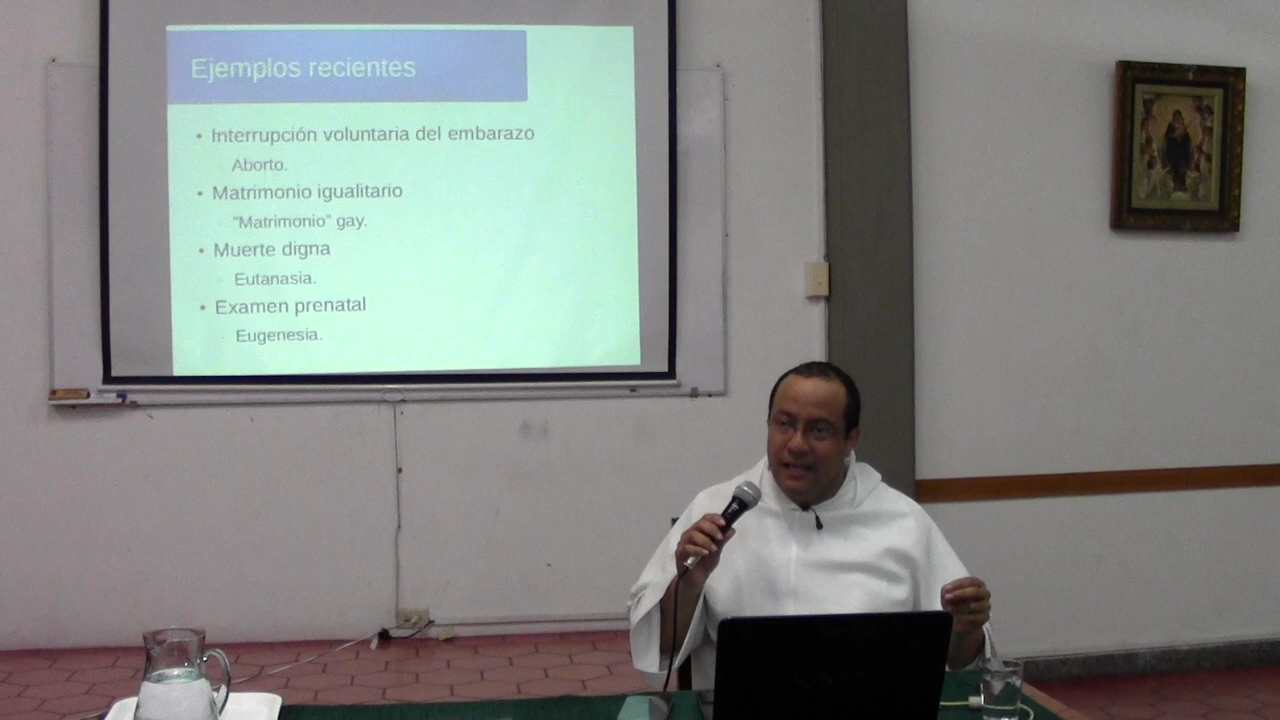 Ejemplos recientes
• Interrupción voluntaria del embarazo
– Aborto.
• Matrimonio igualitario
– "Matrimonio" gay.
• Muerte digna
– Eutanasia.
• Examen prenatal
– Eugenesia.